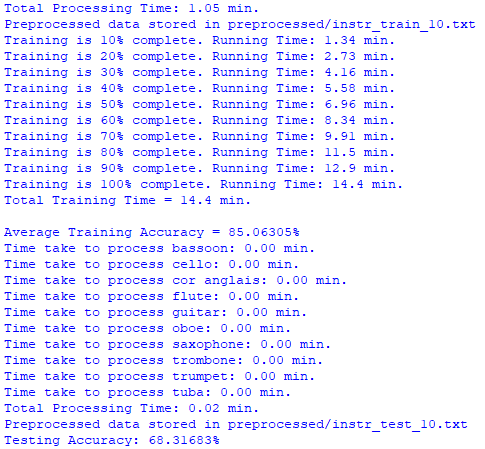 Total Processing Time: 1.05 min.
Preprocessed data stored in preprocessed/instr_train_10.txt
Training is 10% complete. Running Time: 1.34 min.
Training is 20% complete. Running Time: 2.73 min.
Training is 30% complete. Running Time: 4.16 min.
Training is 40% complete. Running Time: 5.58 min.
Training is 50% complete. Running Time: 6.96 min.
Training is 60% complete. Running Time: 8.34 min.
Training is 70% complete. Running Time: 9.91 min.
Training is 80% complete. Running Time: 11.5 min.
Training is 90% complete. Running Time: 12.9 min.
Training is 100% complete. Running Time: 14.4 min.
Total Training Time = 14.4 min.
Average Training Accuracy = 85.06305%
Time take to process bassoon: 0.00 min.
Time take to process cello: 0.00 min.
Time take to process cor anglais: 0.00 min.
Time take to process flute: 0.00 min.
Time take to process guitar: 0.00 min.
Time take to process oboe: 0.00 min.
Time take to process saxophone: 0.00 min.
Time take to process trombone: 0.00 min.
Time take to process trumpet: 0.00 min.
Time take to process tuba: 0.00 min.
Total Processing Time: 0.02 min.
Preprocessed data stored in preprocessed/instr_test_10.txt
Testing Accuracy: 68.31683%